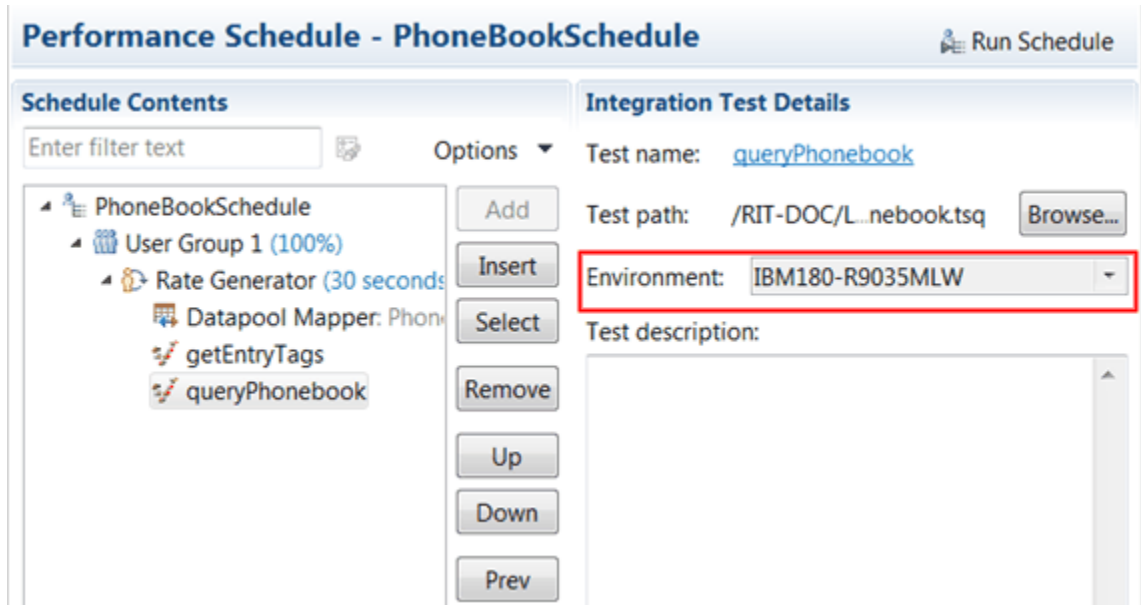 Performance Schedule - PhoneBookSchedule
Run Schedule
Schedule Contents
Enter filter text
Options
PhoneBookSchedule
User Group 1 (100%)
Rate Generator (30 seconds
Datapool Mapper: Phon
getEntryTags
queryPhonebook
Add
Insert
Select
Remove
Up
Down
Prev
Integration Test Details
Test name: queryPhonebook
Test path: /RIT-DOC/L...nebook.tsq Browse...
Environment: IBM180-R9035MLW
Test description: